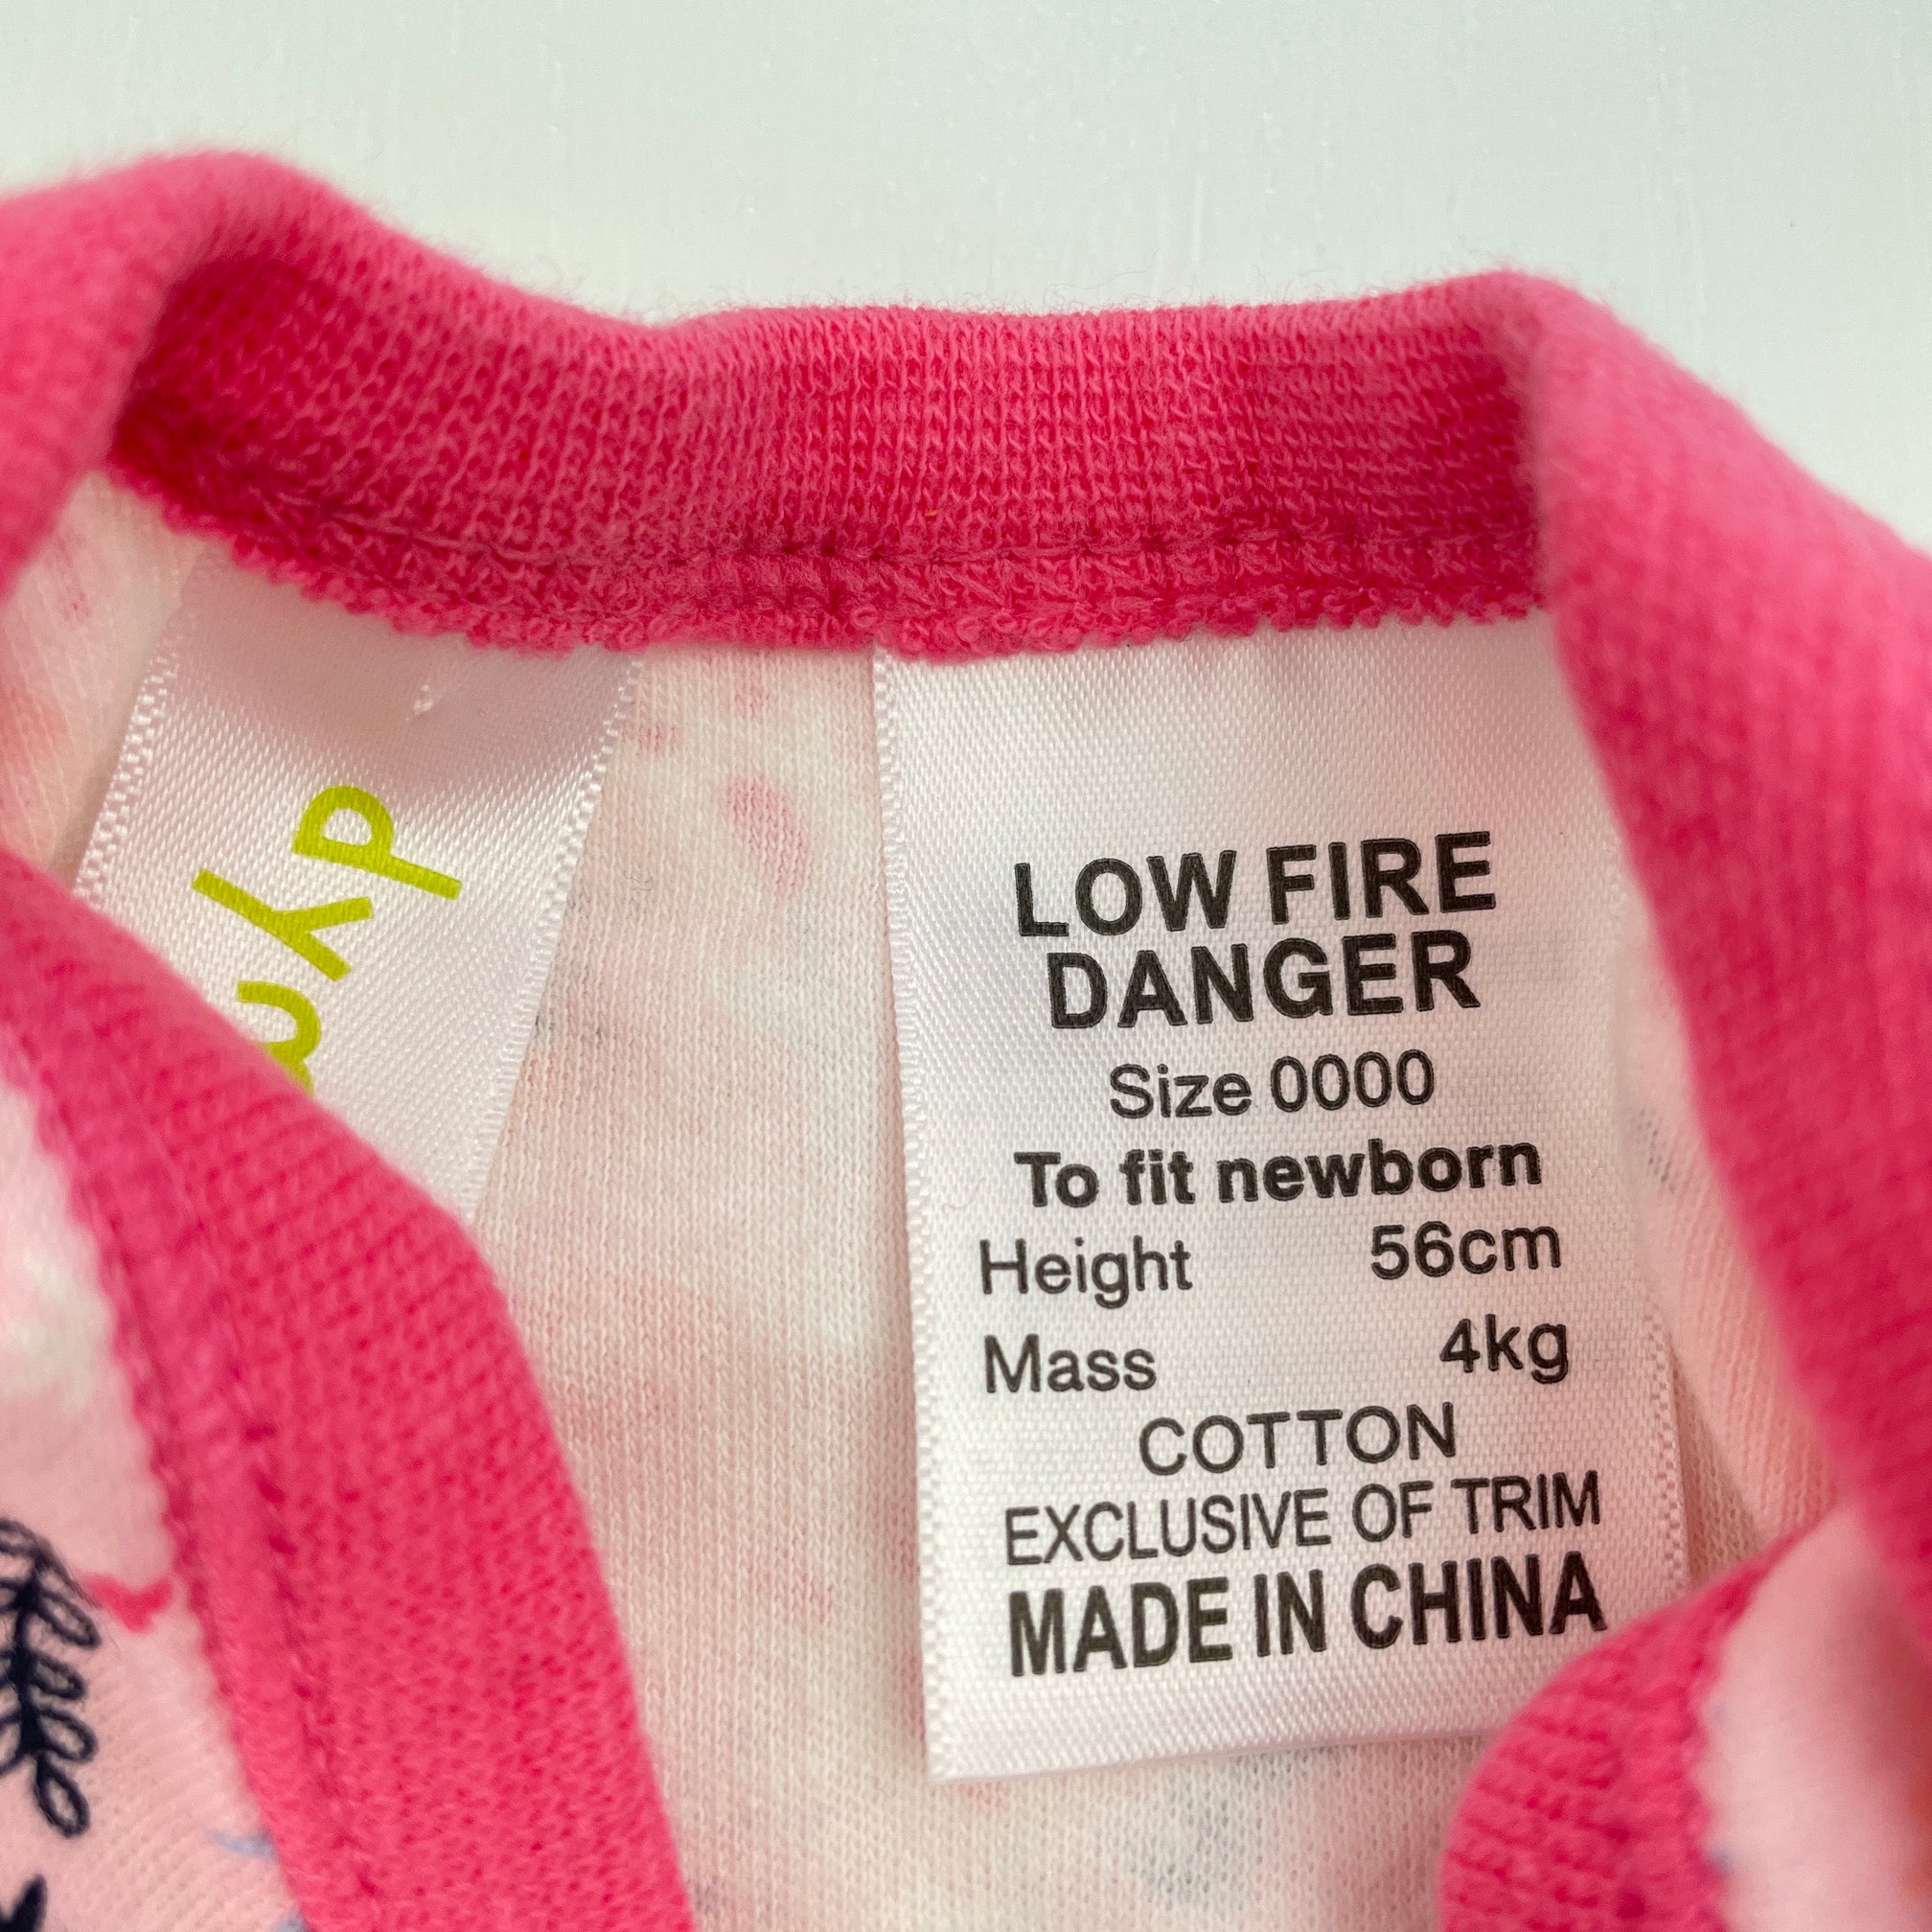 LOW FIRE
DANGER
Size 0000
To fit newborn
Height 56cm
Mass 4kg
COTTON
EXCLUSIVE OF TRIM
MADE IN CHINA